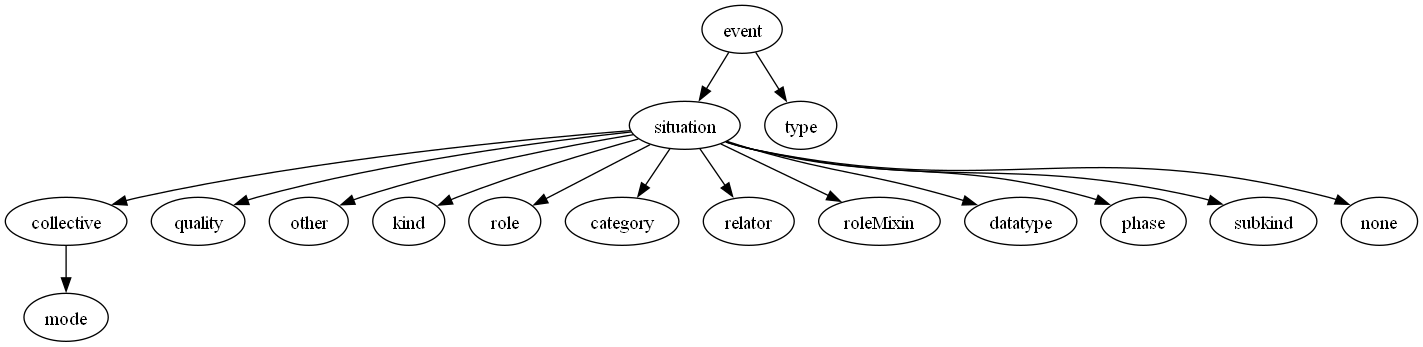 event
situation
type
collective
quality
other
kind
role
category
relator
roleMixin
datatype
phase
subkind
none
mode